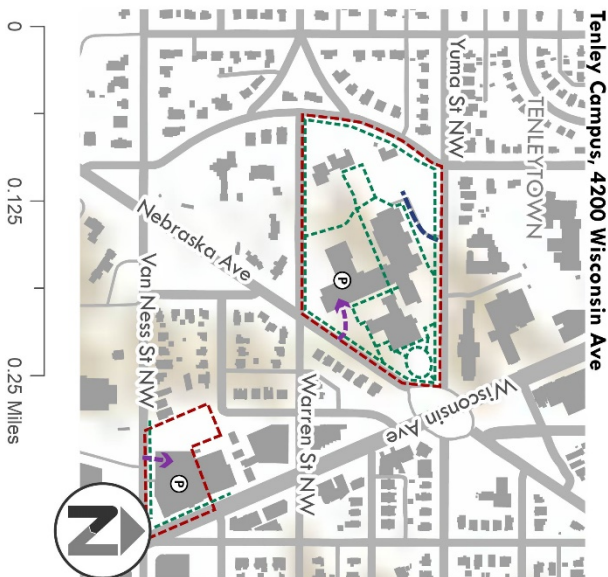 Tenley Campus, 4200 Wisconsin Ave
Yuma St NW
TENLEYTOWN
Nebraska Ave
Van Ness St NW
Warren St NW
Wisconsin Ave
P
P
0
0.125
0.25 Miles
N